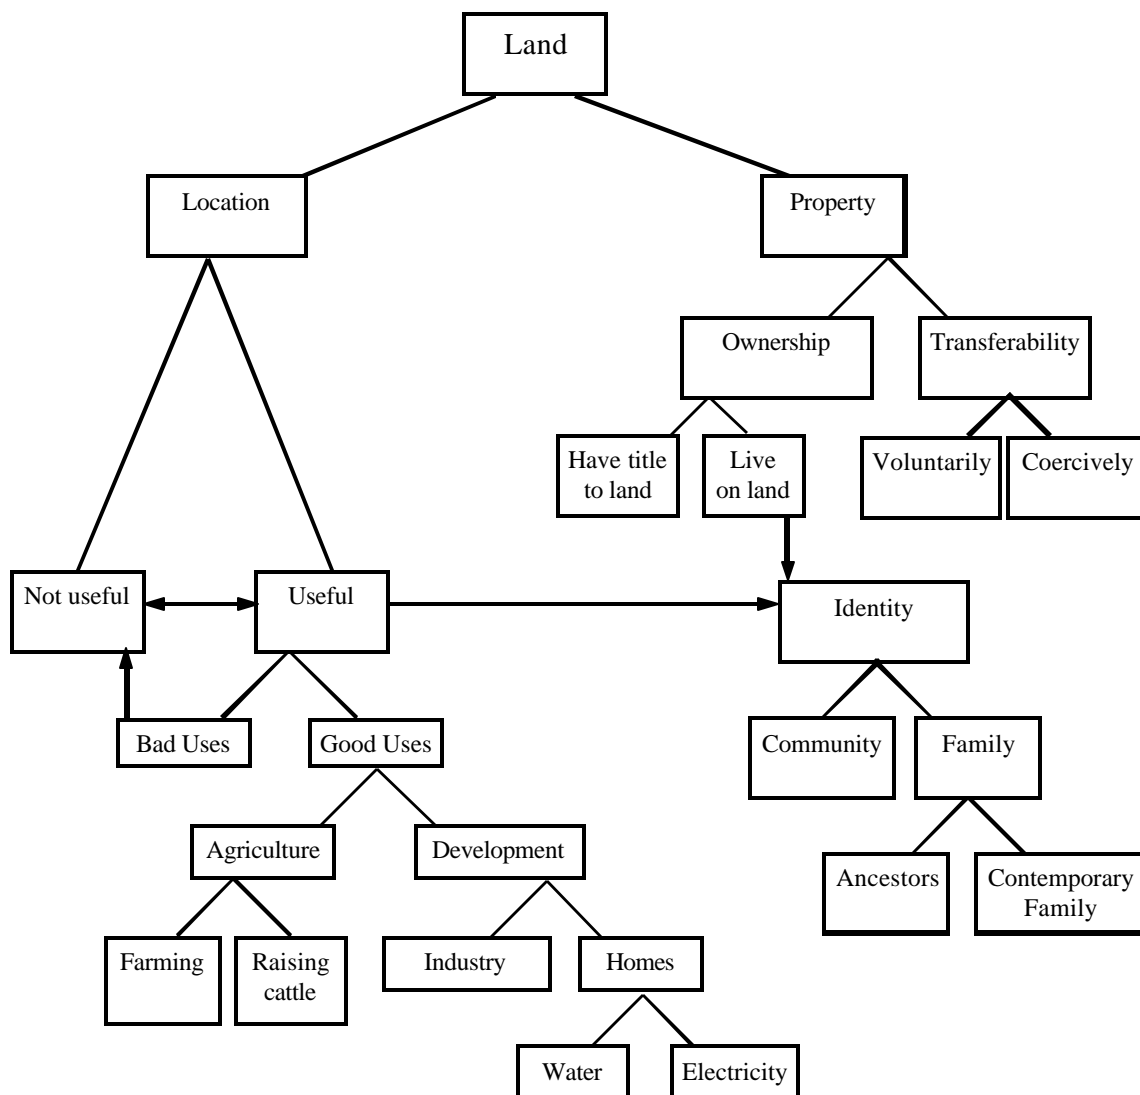 Land
Location
Property
Ownership
Transferability
Have title
to land
Live
on land
Voluntarily
Coercively
Not useful
Useful
Identity
Bad Uses
Good Uses
Community
Family
Agriculture
Development
Ancestors
Contemporary
Family
Farming
Raising
cattle
Industry
Homes
Water
Electricity